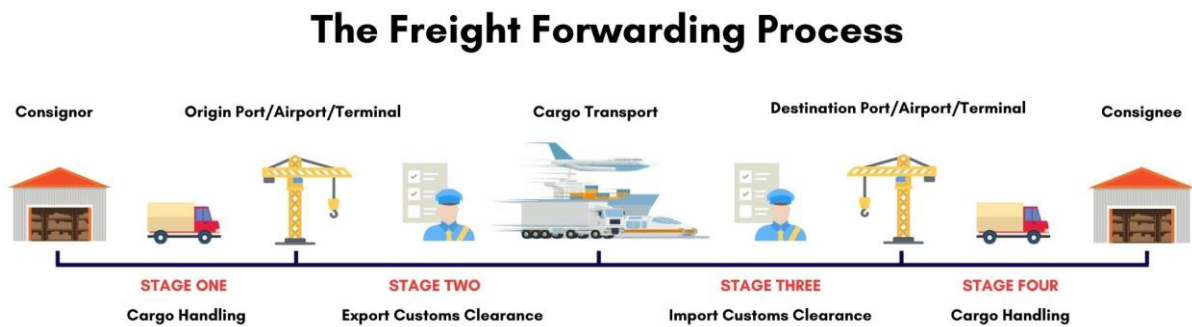 The Freight Forwarding Process
Consignor
Origin Port/Airport/Terminal
Cargo Transport
Destination Port/Airport/Terminal
Consignee
STAGE ONE
STAGE TWO
STAGE THREE
STAGE FOUR
Cargo Handling
Export Customs Clearance
Import Customs Clearance
Cargo Handling